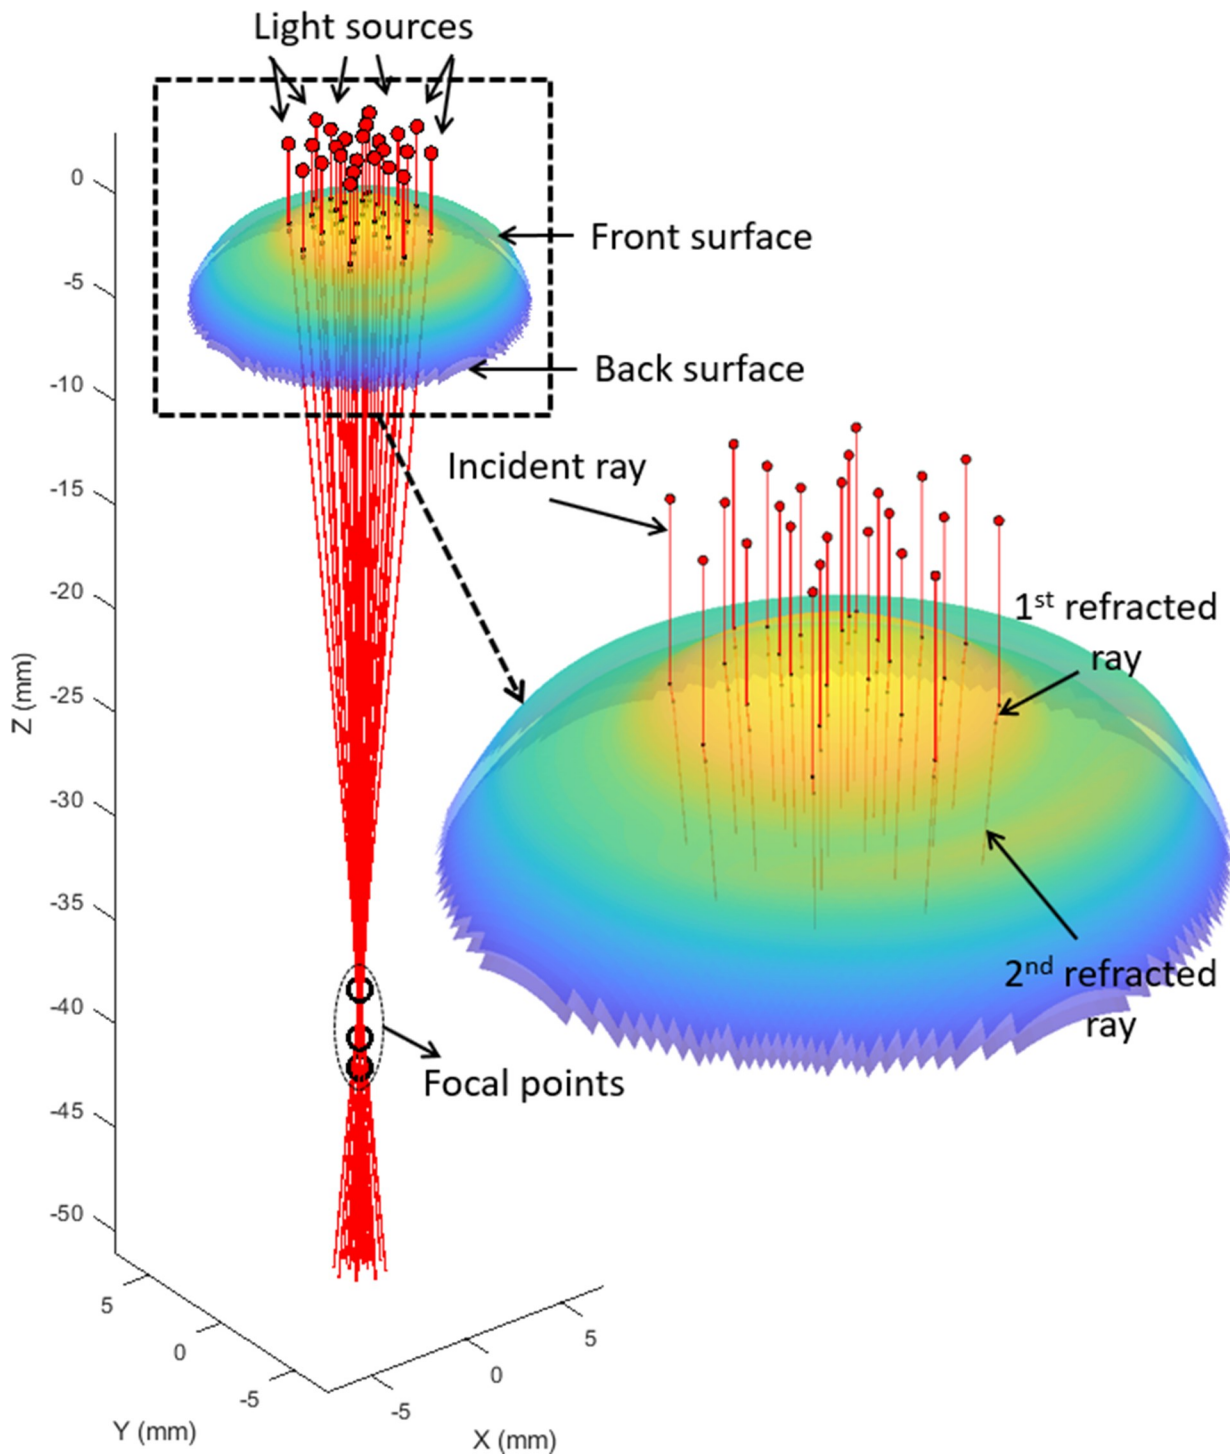 Light sources
0
Front surface
-5
Back surface
-10
Incident ray
-15
-20
1st refracted
ray
Z (mm)
-25
-30
-35
2nd refracted
ray
-40
Focal points
-45
-50
5
0
-5
Y (mm)
5
0
-5
X (mm)